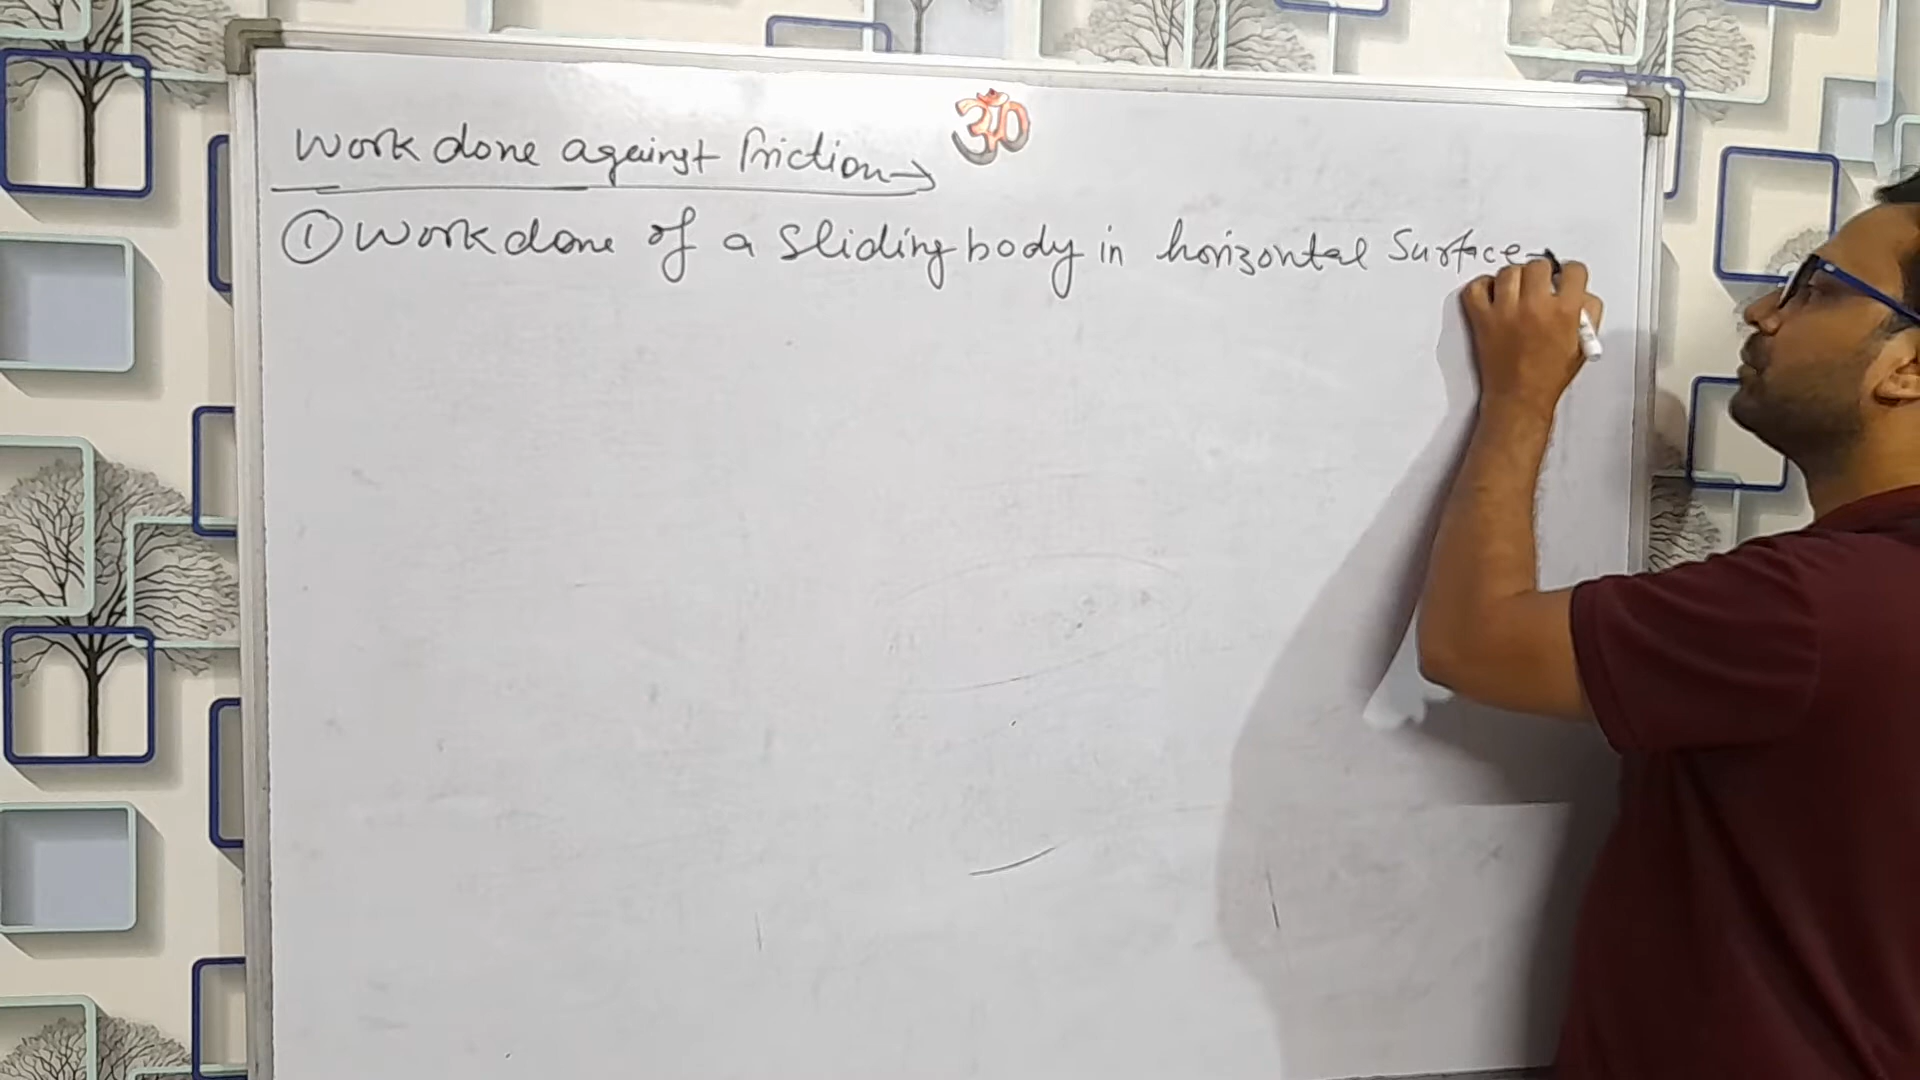 ॐ
Work done against friction→
① Work done of a sliding body in horizontal Surface→